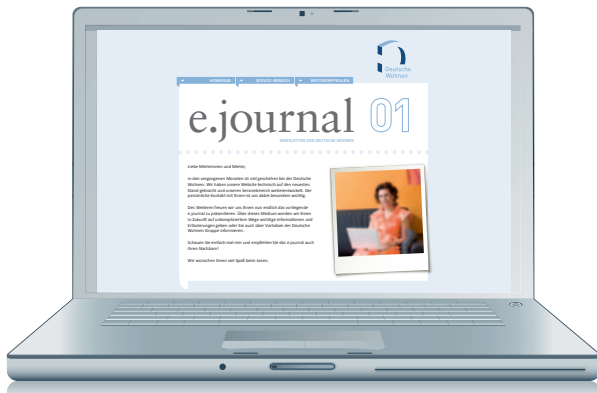 Deutsche
Wohnen
HOMEPAGE SERVICE-BEREICH WEITEREMPFEHLEN
e.journal 01
NEWSLETTER DER DEUTSCHE WOHNEN
Liebe Mieterinnen und Mieter,
in den vergangenen Monaten ist viel geschehen bei der Deutsche
Wohnen: Wir haben unsere Website technisch auf den neuesten
Stand gebracht und unseren Servicebereich weiterentwickelt. Der
persönliche Kontakt mit Ihnen ist uns dabei besonders wichtig.
Des Weiteren freuen wir uns Ihnen nun endlich das vorliegende
e.journal zu präsentieren. Über dieses Medium werden wir Ihnen
in Zukunft auf unkompliziertem Wege wichtige Informationen und
Erläuterungen geben oder Sie auch über Vorhaben der Deutsche
Wohnen Gruppe informieren.
Schauen Sie einfach mal rein und empfehlen Sie das e.journal auch
Ihren Nachbarn!
Wir wünschen Ihnen viel Spaß beim Lesen.